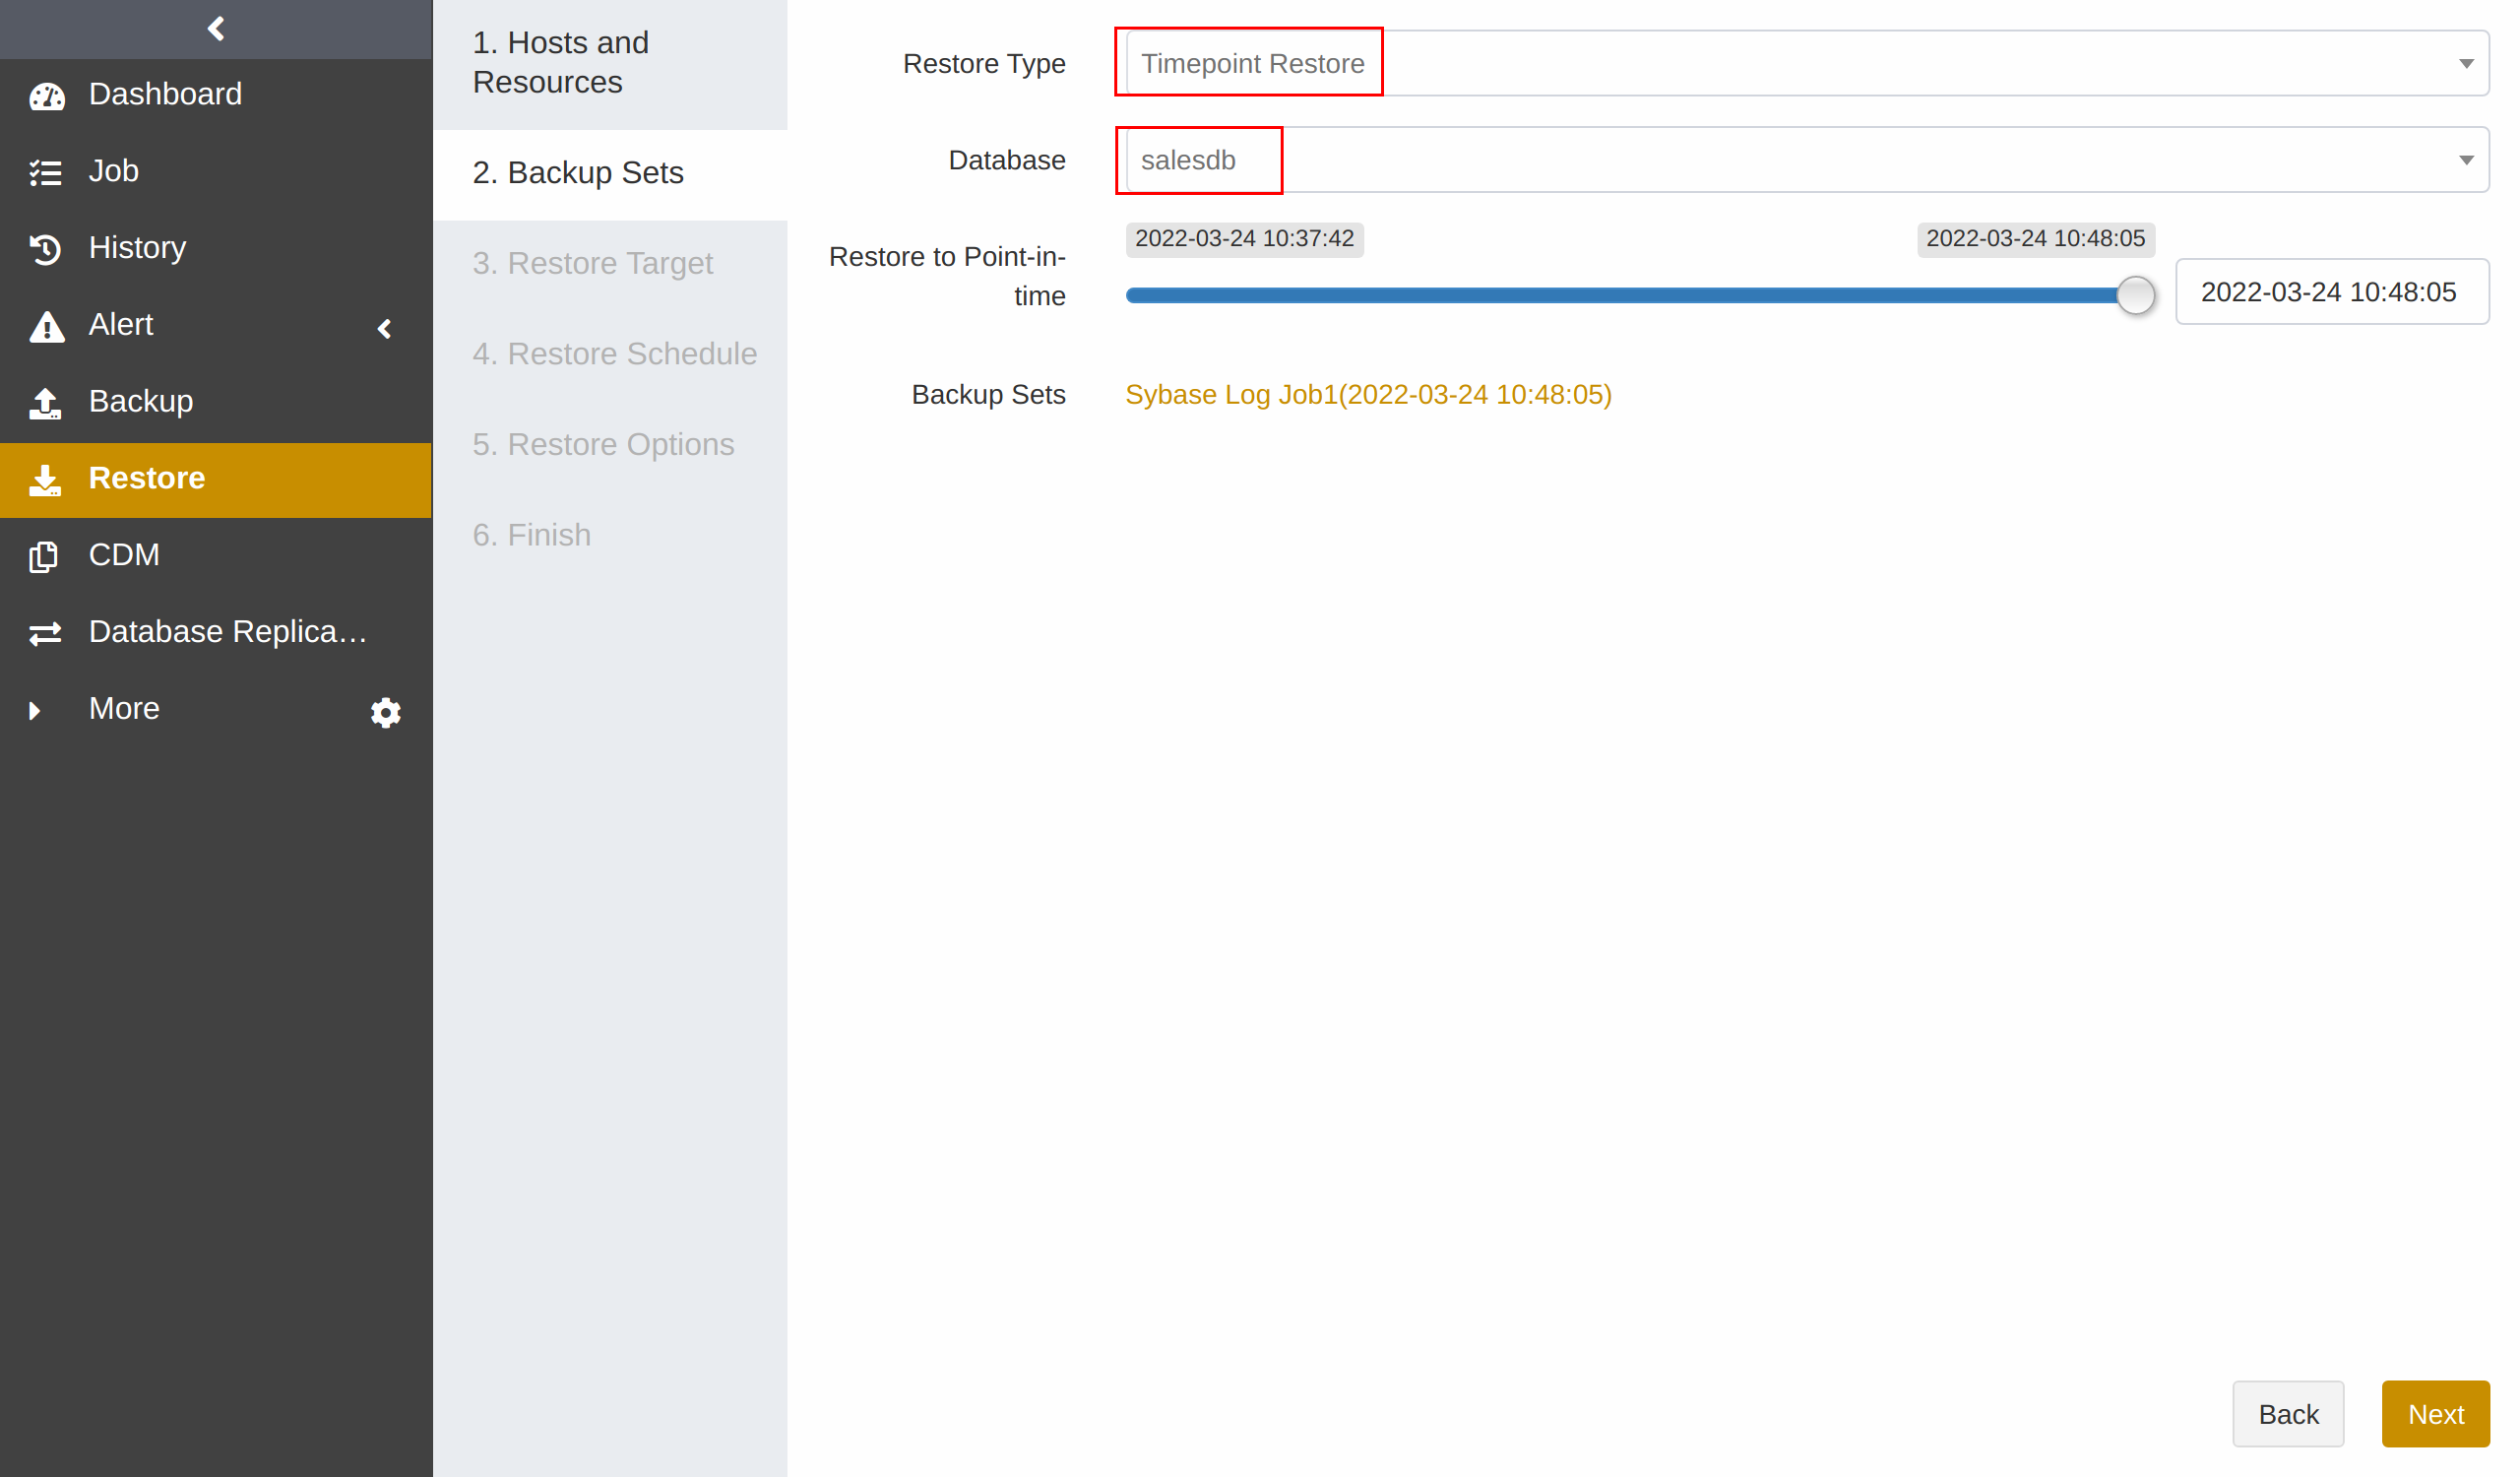 Dashboard
Job
History
Alert
Backup
Restore
CDM
Database Replica…
More
1. Hosts and
Resources
2. Backup Sets
3. Restore Target
4. Restore Schedule
5. Restore Options
6. Finish
Restore Type
Timepoint Restore
Database
salesdb
Restore to Point-in-
time
2022-03-24 10:37:42
2022-03-24 10:48:05
2022-03-24 10:48:05
Backup Sets
Sybase Log Job1(2022-03-24 10:48:05)
Back
Next